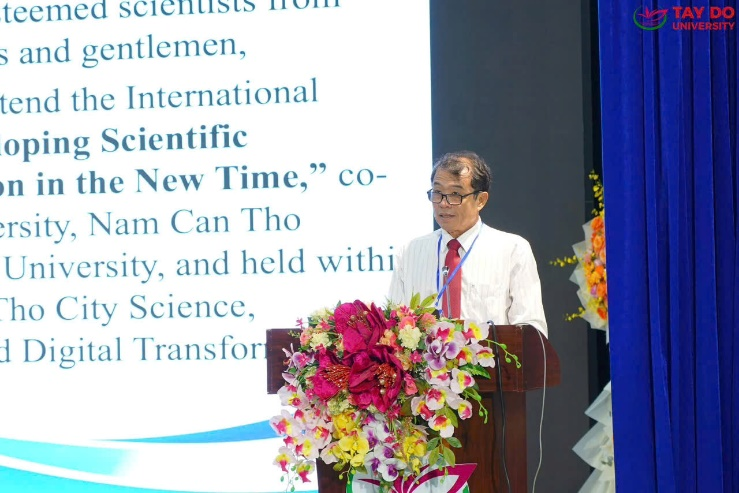 teemed scientists from
s and gentlemen,
tend the International
loping Scientific
on in the New Time,” co-
ersity, Nam Can Tho
University, and held withi
Tho City Science,
d Digital Transfor
TAY DO
UNIVERSITY